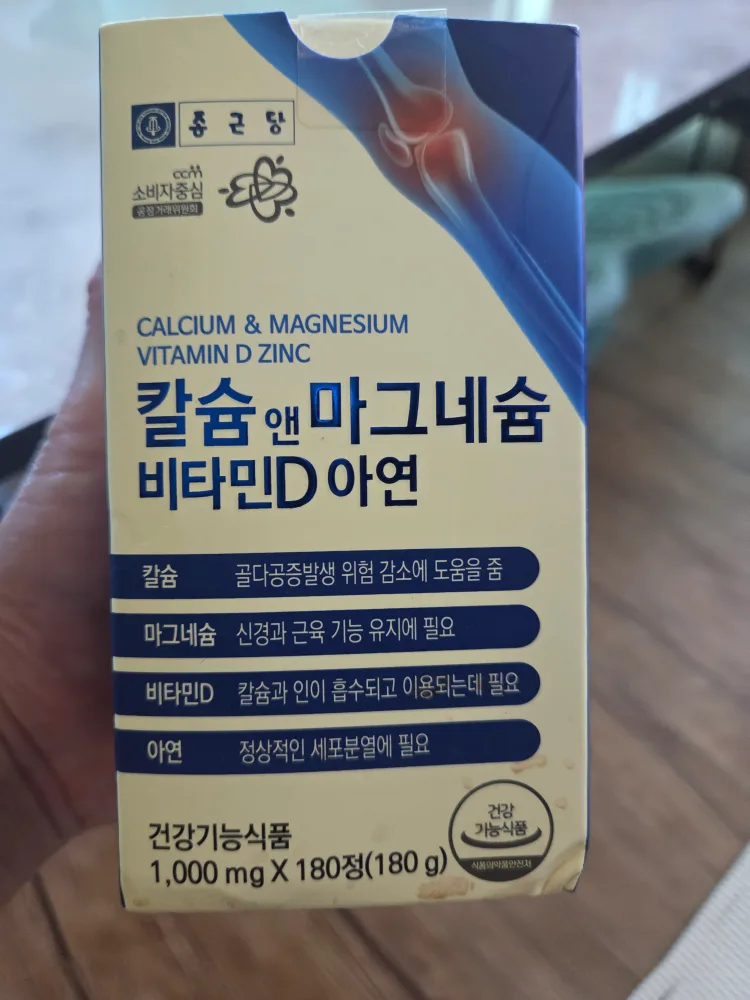 종근당
ccm
소비자중심
공정거래위원회
CALCIUM & MAGNESIUM
VITAMIN D ZINC
칼슘 앤 마그네슘
비타민D 아연
칼슘 골다공증발생 위험 감소에 도움을 줌
마그네슘 신경과 근육 기능 유지에 필요
비타민D 칼슘과 인이 흡수되고 이용되는데 필요
아연 정상적인 세포분열에 필요
건강기능식품
1,000 mg X 180정(180 g)
건강
기능식품
식품의약품안전처